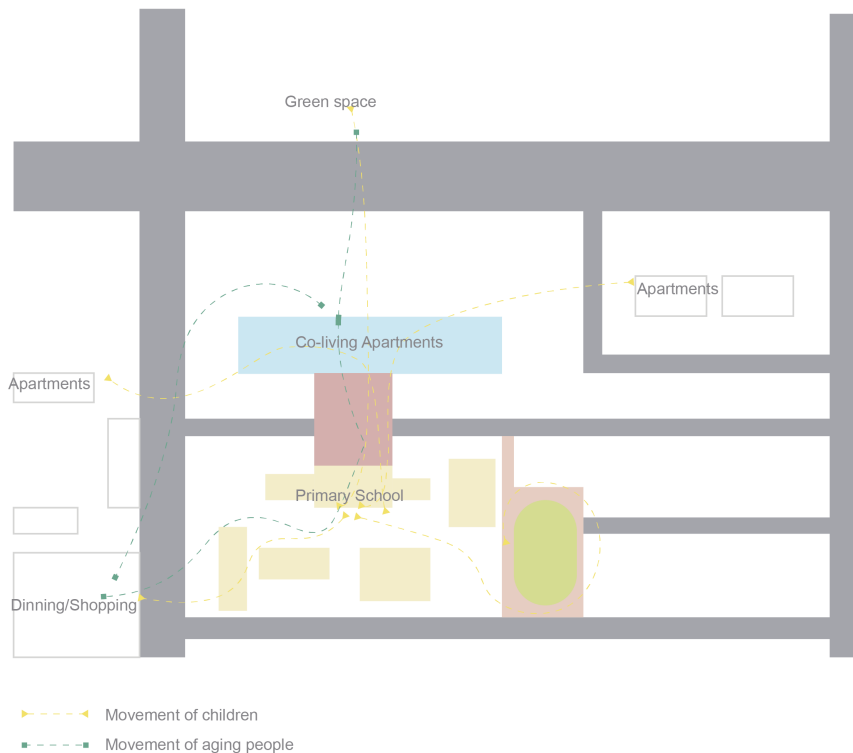 Green space
Apartments
Co-living Apartments
Apartments
Primary School
Dinning/Shopping
Movement of children
Movement of aging people